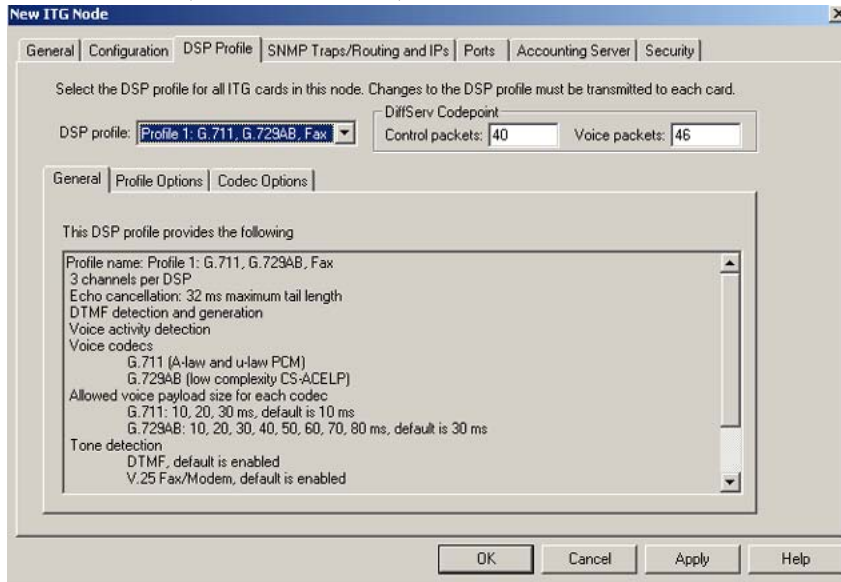 New ITG Node
General Configuration DSP Profile SNMP Traps/Routing and IPs Ports Accounting Server Security
Select the DSP profile for all ITG cards in this node. Changes to the DSP profile must be transmitted to each card.
DiffServ Codepoint
DSP profile: Profile 1: G.711, G.729AB, Fax Control packets: 40 Voice packets: 46
General Profile Options Codec Options
This DSP profile provides the following
Profile name: Profile 1: G.711, G.729AB, Fax
3 channels per DSP
Echo cancellation: 32 ms maximum tail length
DTMF detection and generation
Voice activity detection
Voice codecs
G.711 (A-law and u-law PCM)
G.729AB (low complexity CS-ACELP)
Allowed voice payload size for each codec
G.711: 10, 20, 30 ms, default is 10 ms
G.729AB: 10, 20, 30, 40, 50, 60, 70, 80 ms, default is 30 ms
Tone detection
DTMF, default is enabled
V.25 Fax/Modem, default is enabled
OK Cancel Apply Help